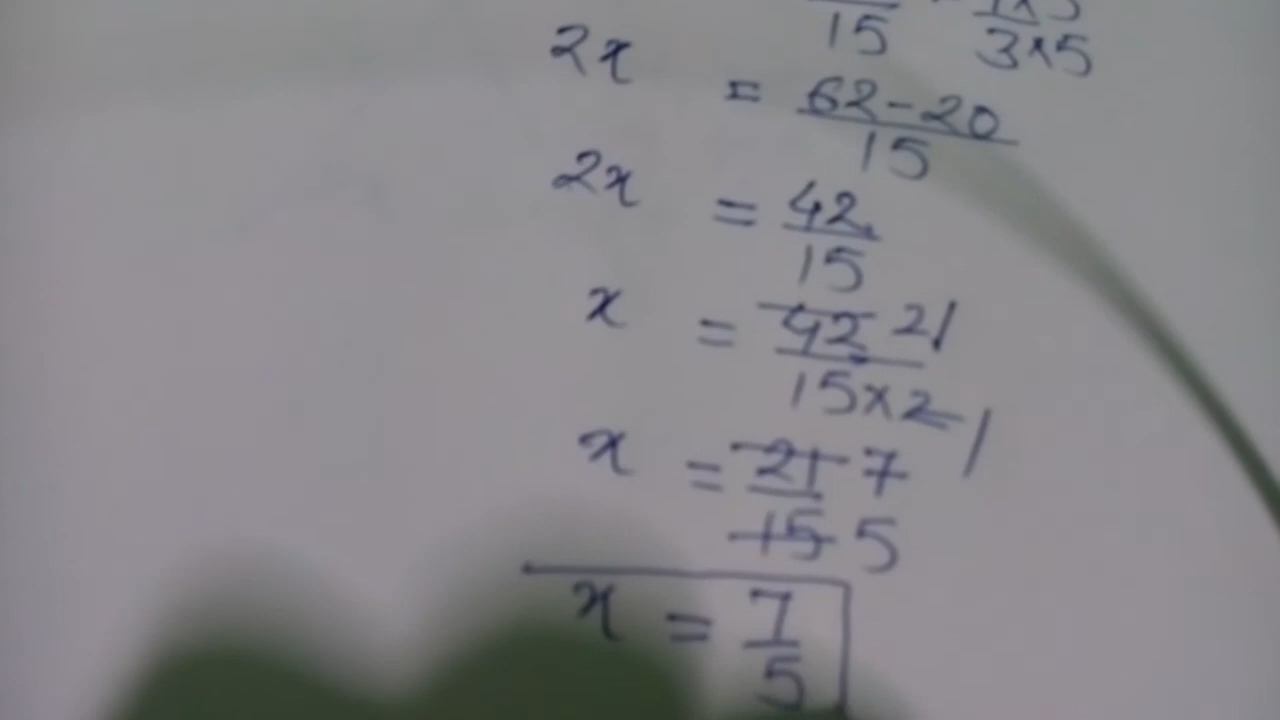 15 3×5
2x = 62-20
15
2x = 42
15
x = 42 21
15×2 1
x = 21 7
15 5
x = 7
5